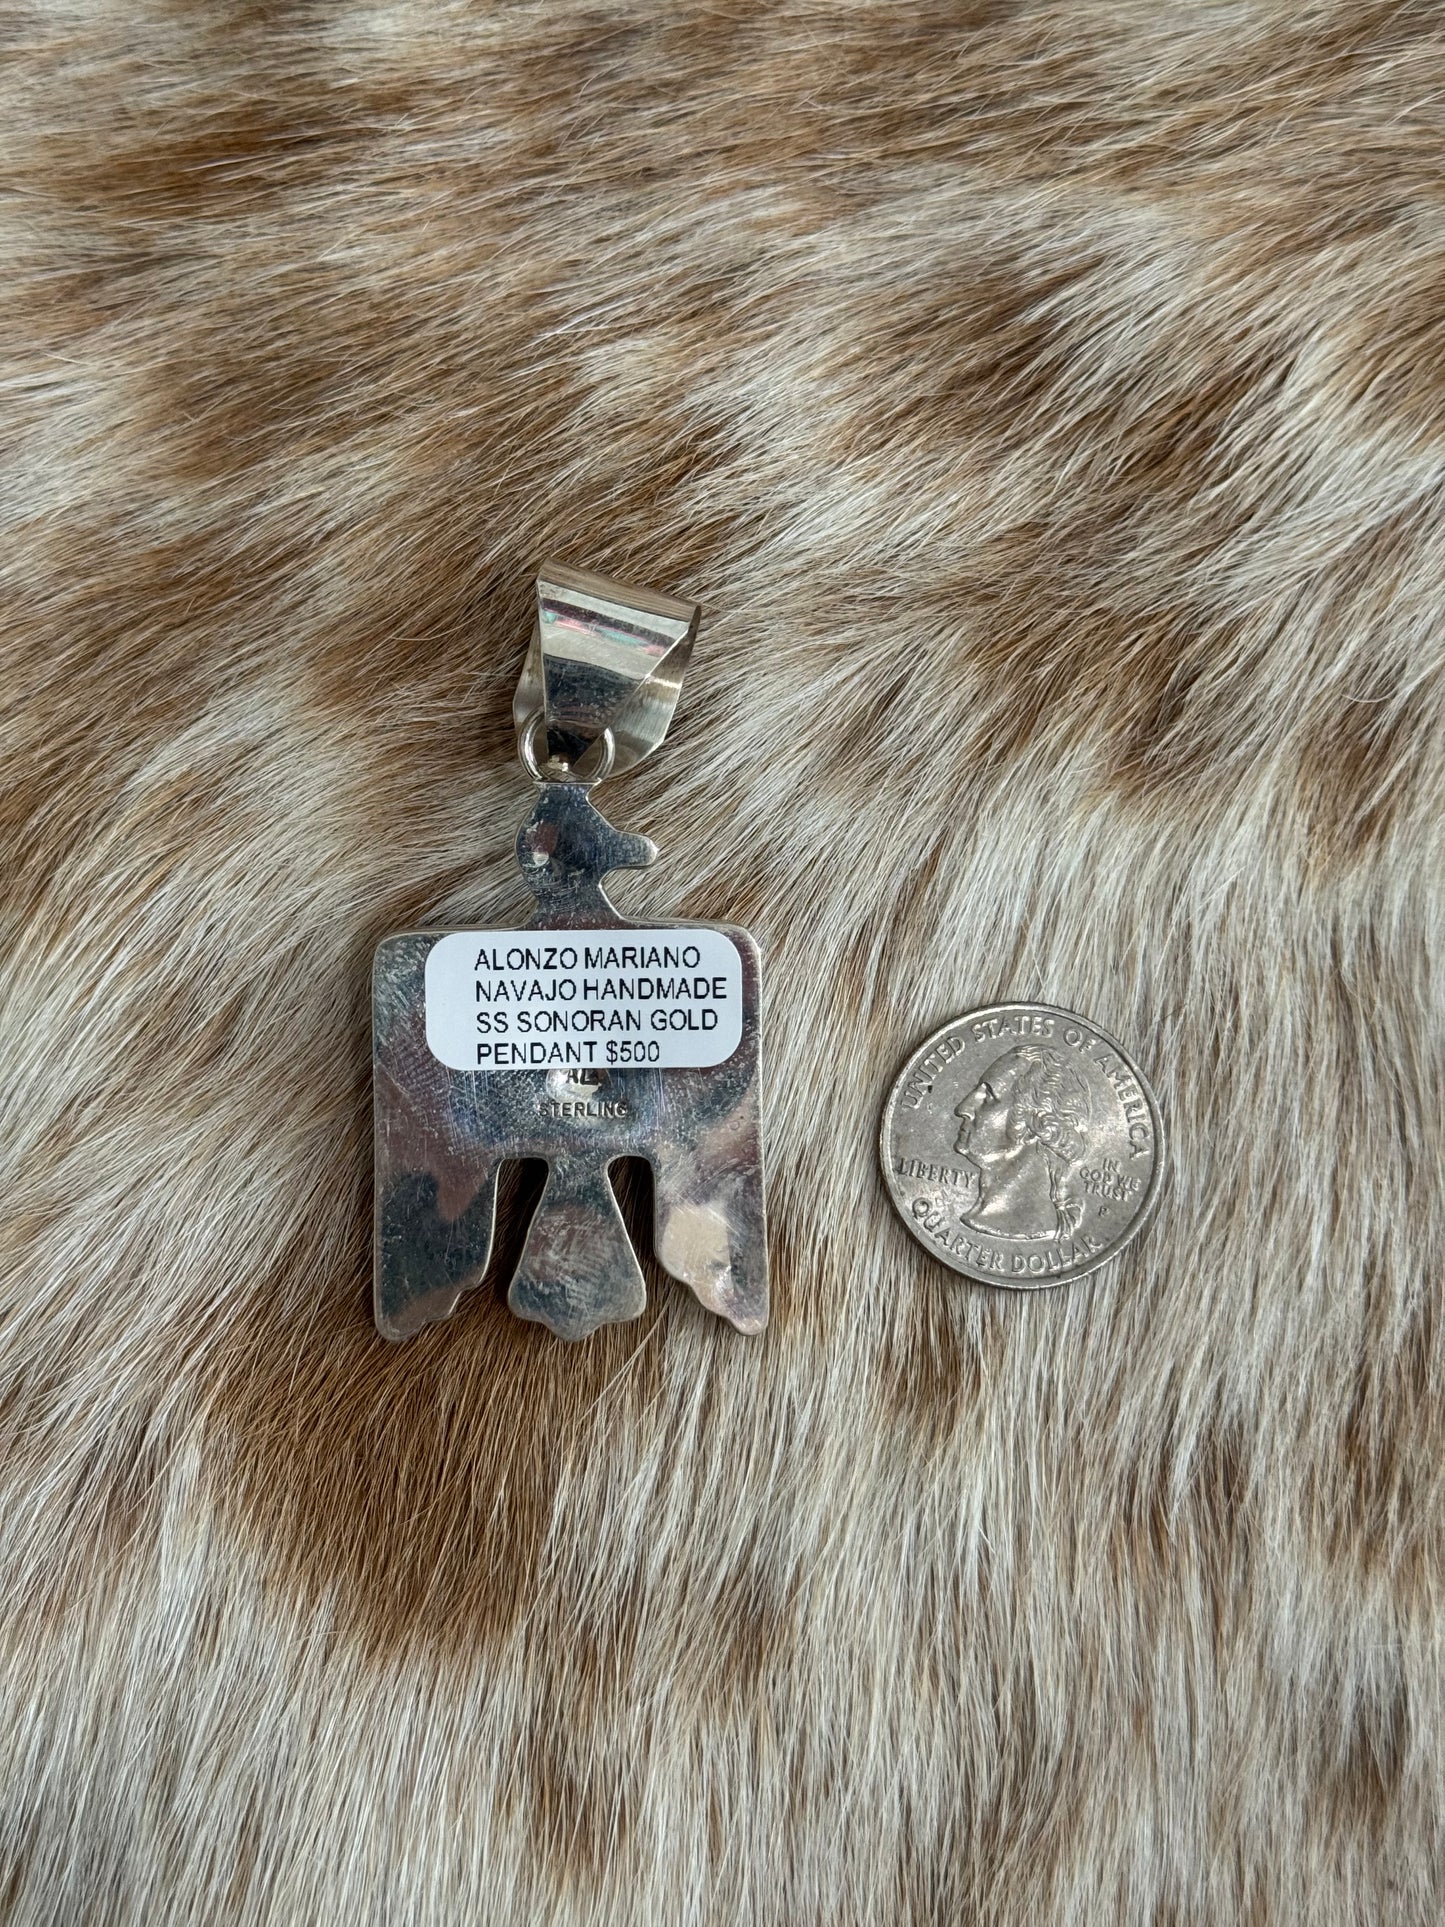 ALONZO MARIANO
NAVAJO HANDMADE
SS SONORAN GOLD
PENDANT $500
STERLING
UNITED STATES OF AMERICA
LIBERTY
IN
GOD WE
TRUST
P
QUARTER DOLLAR